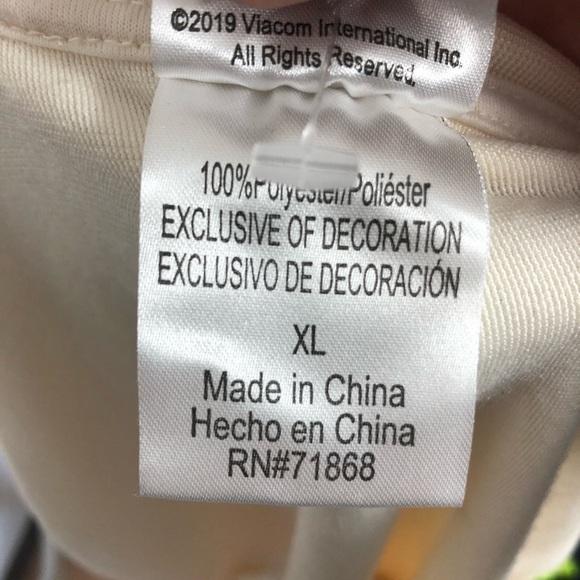 ©2019 Viacom International Inc.
All Rights Reserved.
100%Polyester/Poliéster
EXCLUSIVE OF DECORATION
EXCLUSIVO DE DECORACIÓN
XL
Made in China
Hecho en China
RN#71868